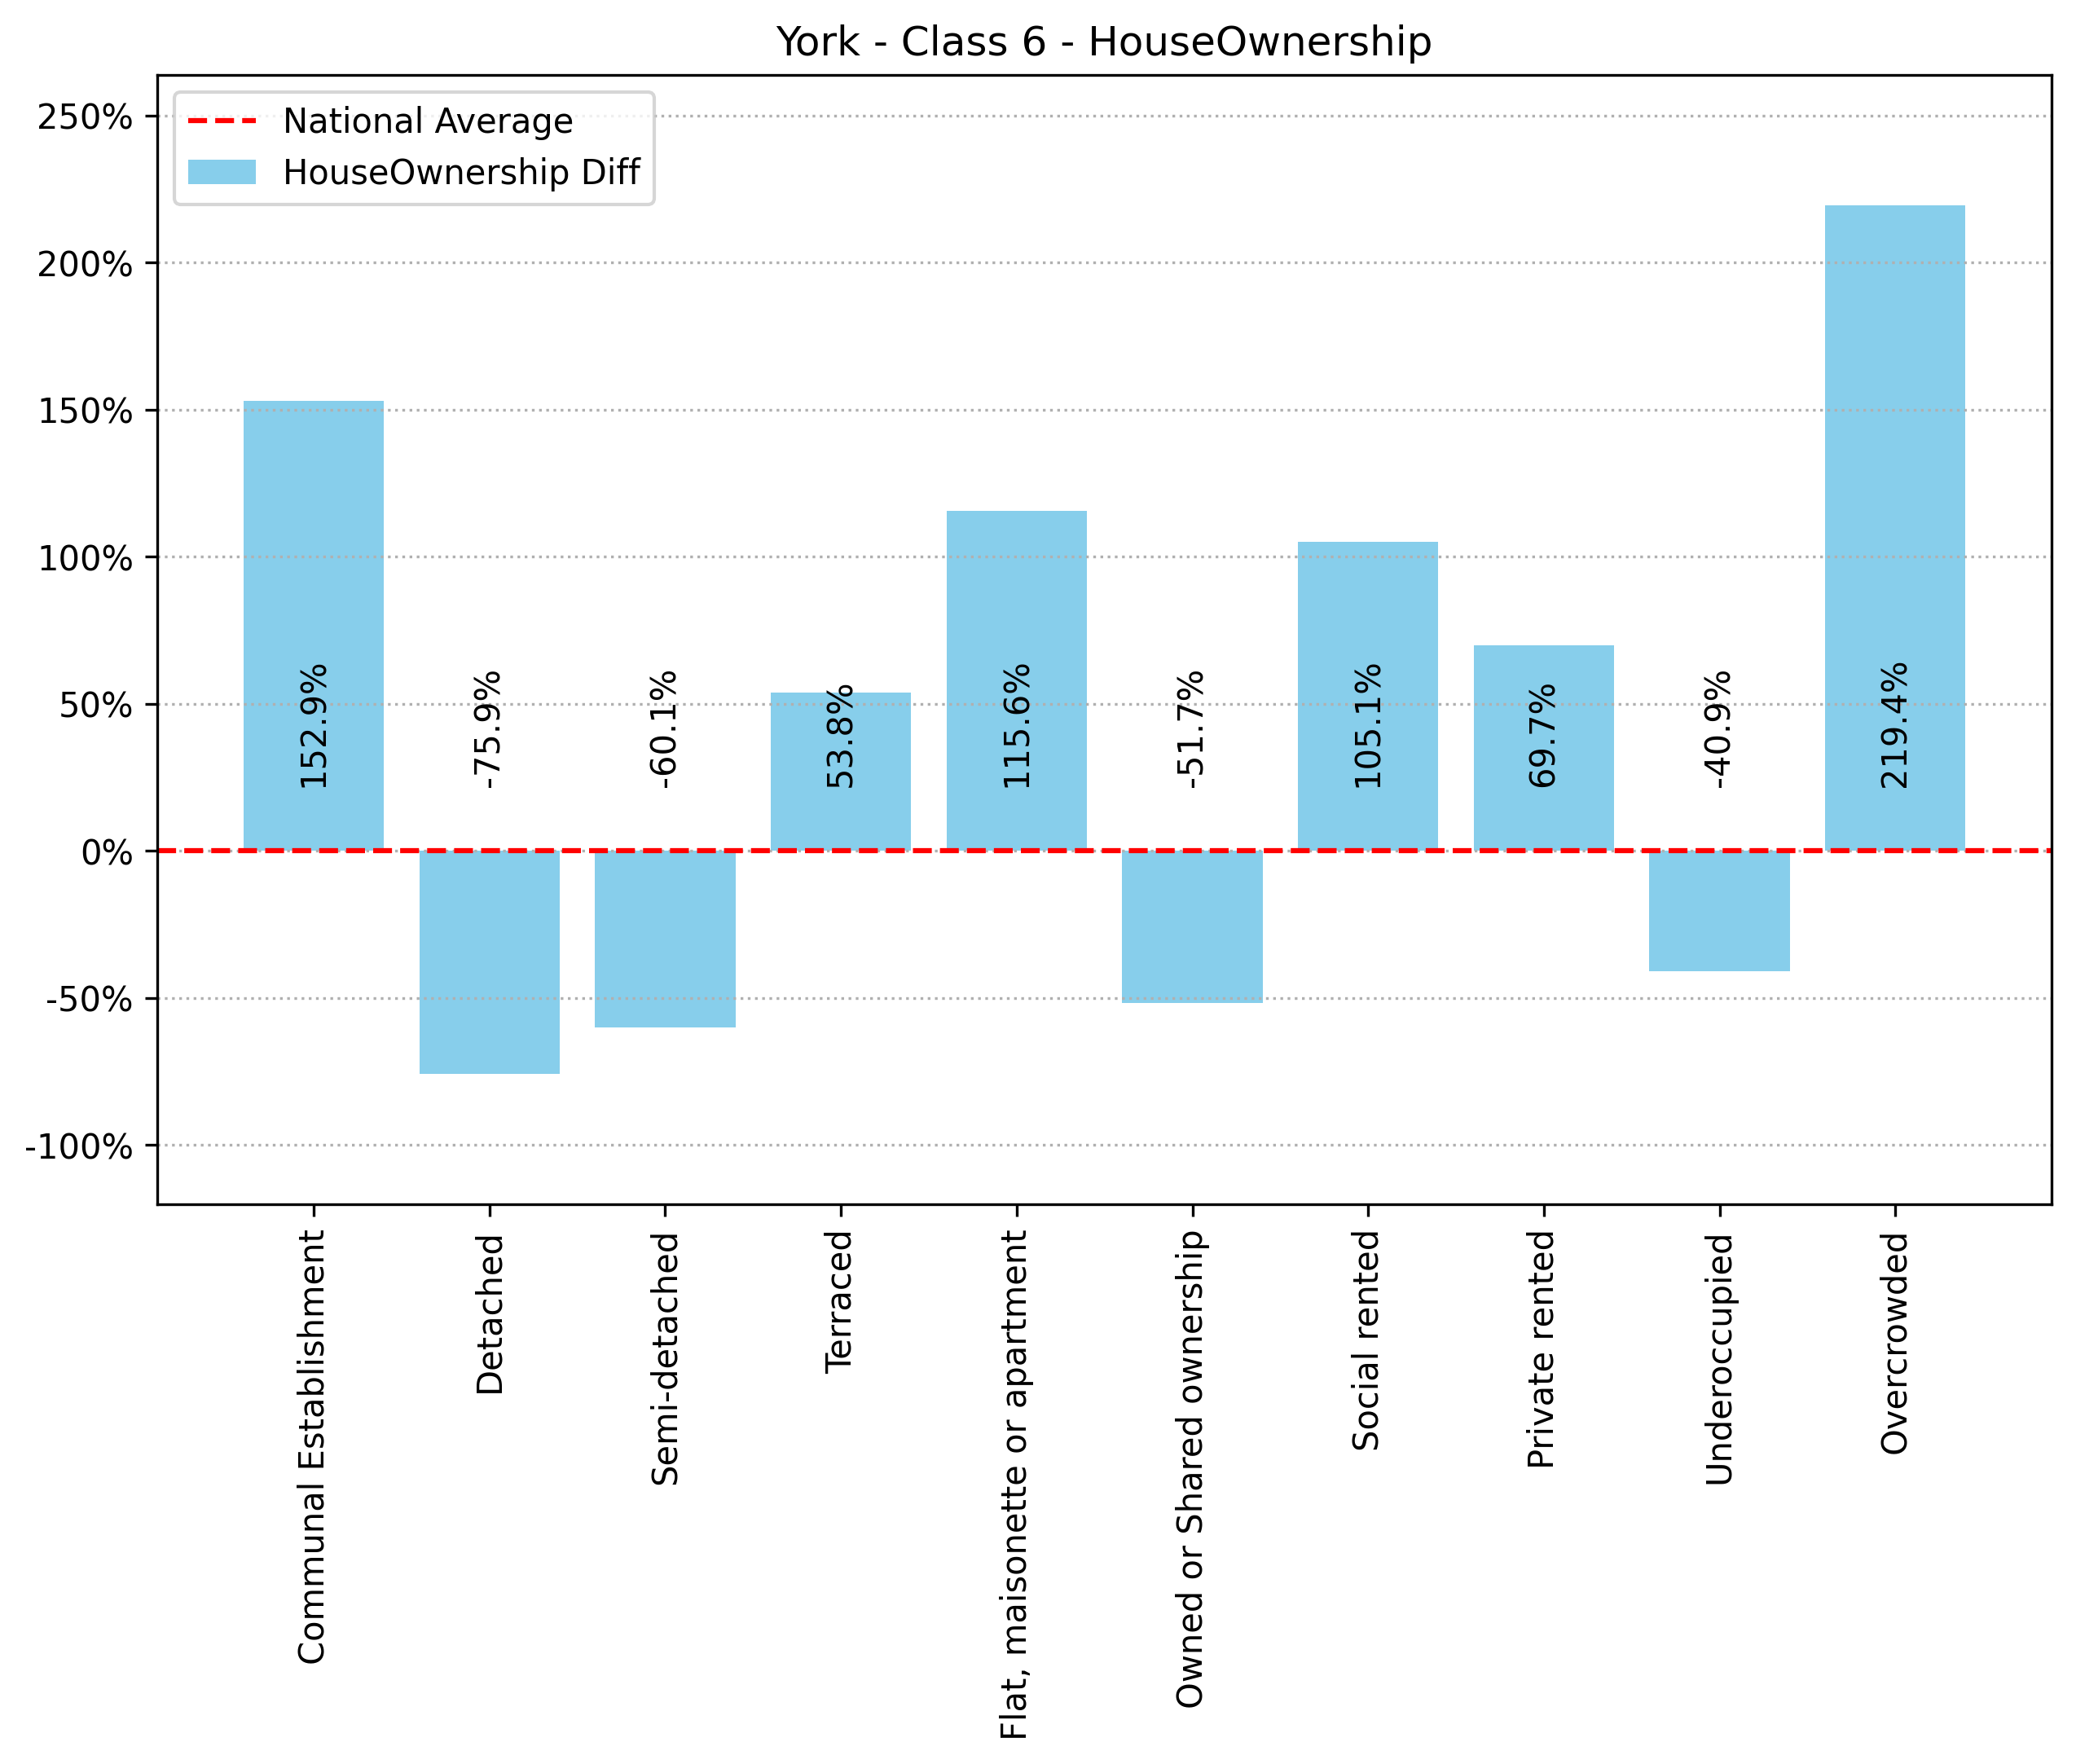 York - Class 6 - HouseOwnership
National Average
HouseOwnership Diff
250%
200%
150%
100%
50%
0%
-50%
-100%
152.9%
-75.9%
-60.1%
53.8%
115.6%
-51.7%
105.1%
69.7%
-40.9%
219.4%
Communal Establishment
Detached
Semi-detached
Terraced
Flat, maisonette or apartment
Owned or Shared ownership
Social rented
Private rented
Underoccupied
Overcrowded